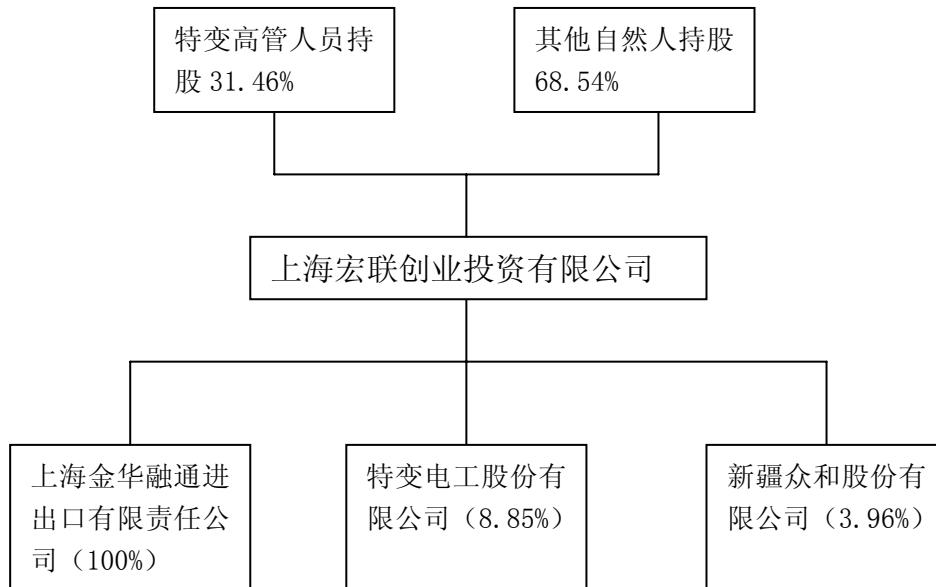 特变高管人员持
股 31.46%
其他自然人持股
68.54%
上海宏联创业投资有限公司
上海金华融通进
出口有限责任公
司（100%）
特变电工股份有
限公司（8.85%）
新疆众和股份有
限公司（3.96%）